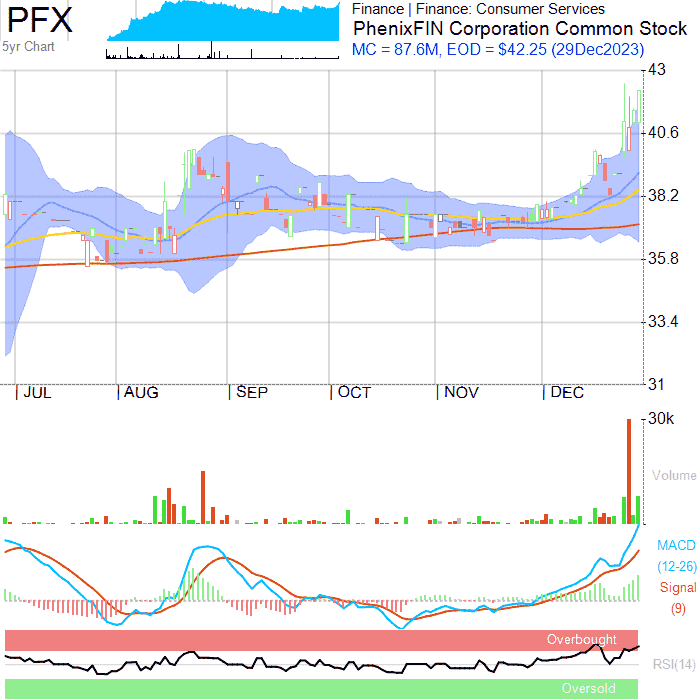 PFX
5yr Chart
Finance | Finance: Consumer Services
PhenixFIN Corporation Common Stock
MC = 87.6M, EOD = $42.25 (29Dec2023)
43
40.6
38.2
35.8
33.4
31
JUL AUG SEP OCT NOV DEC
30k
Volume
MACD
(12-26)
Signal
(9)
Overbought
RSI(14)
Oversold